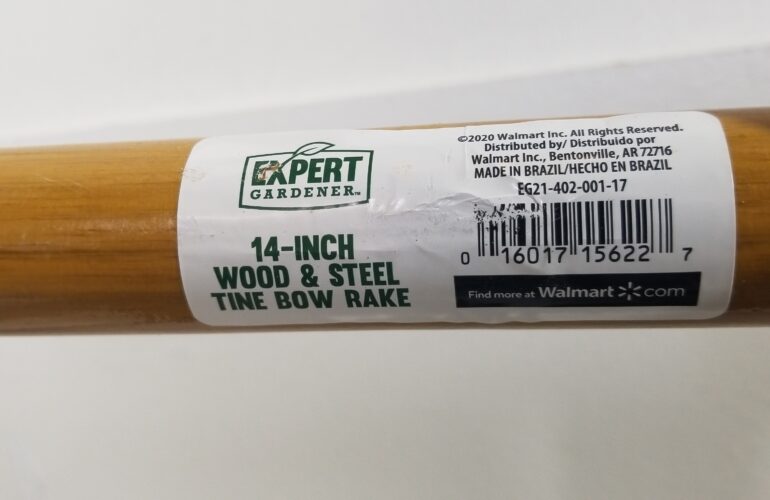 EXPERT
GARDENER™
14-INCH
WOOD & STEEL
TINE BOW RAKE
©2020 Walmart Inc. All Rights Reserved.
Distributed by/ Distribuido por
Walmart Inc., Bentonville, AR 72716
MADE IN BRAZIL/HECHO EN BRAZIL
EG21-402-001-17
0 16017 15622 7
Find more at Walmart com